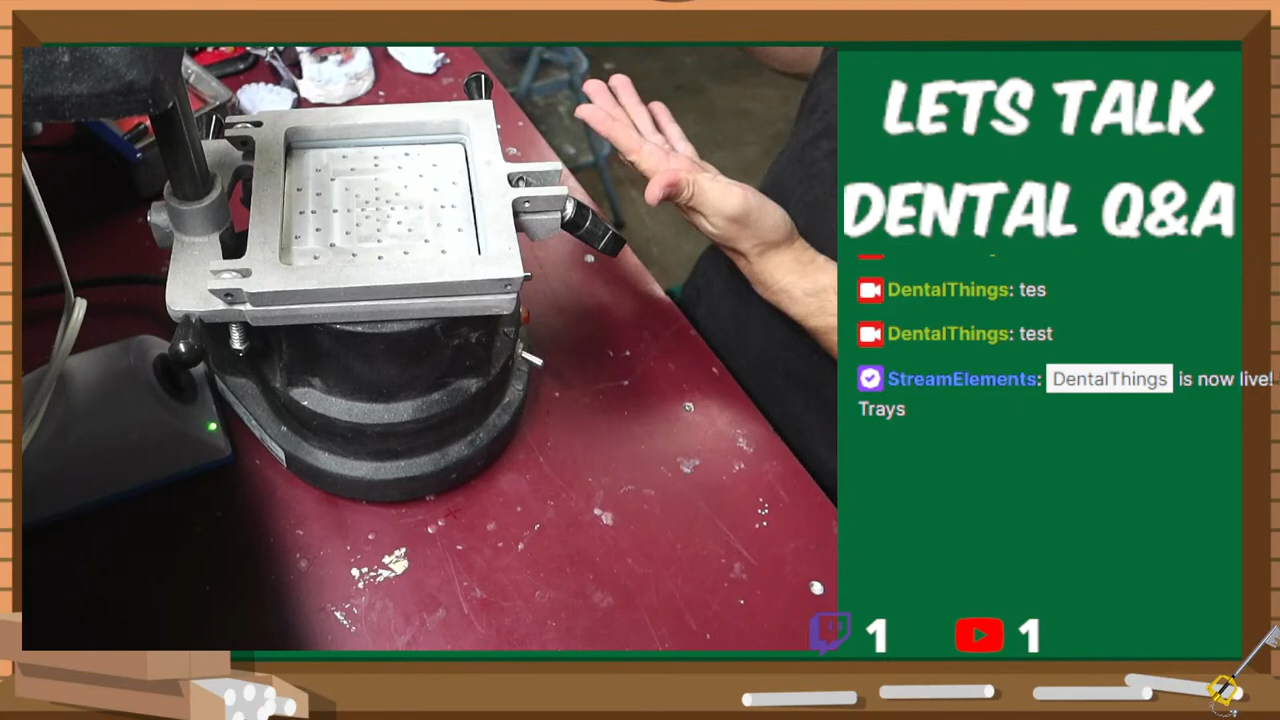 LETS TALK
DENTAL Q&A
DentalThings: tes
DentalThings: test
StreamElements: DentalThings is now live!
Trays
1
1